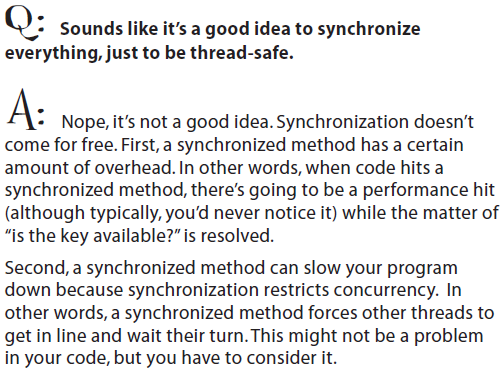 Q: Sounds like it's a good idea to synchronize
everything, just to be thread-safe.
A: Nope, it's not a good idea. Synchronization doesn't
come for free. First, a synchronized method has a certain
amount of overhead. In other words, when code hits a
synchronized method, there's going to be a performance hit
(although typically, you'd never notice it) while the matter of
“is the key available?” is resolved.
Second, a synchronized method can slow your program
down because synchronization restricts concurrency. In
other words, a synchronized method forces other threads to
get in line and wait their turn. This might not be a problem
in your code, but you have to consider it.